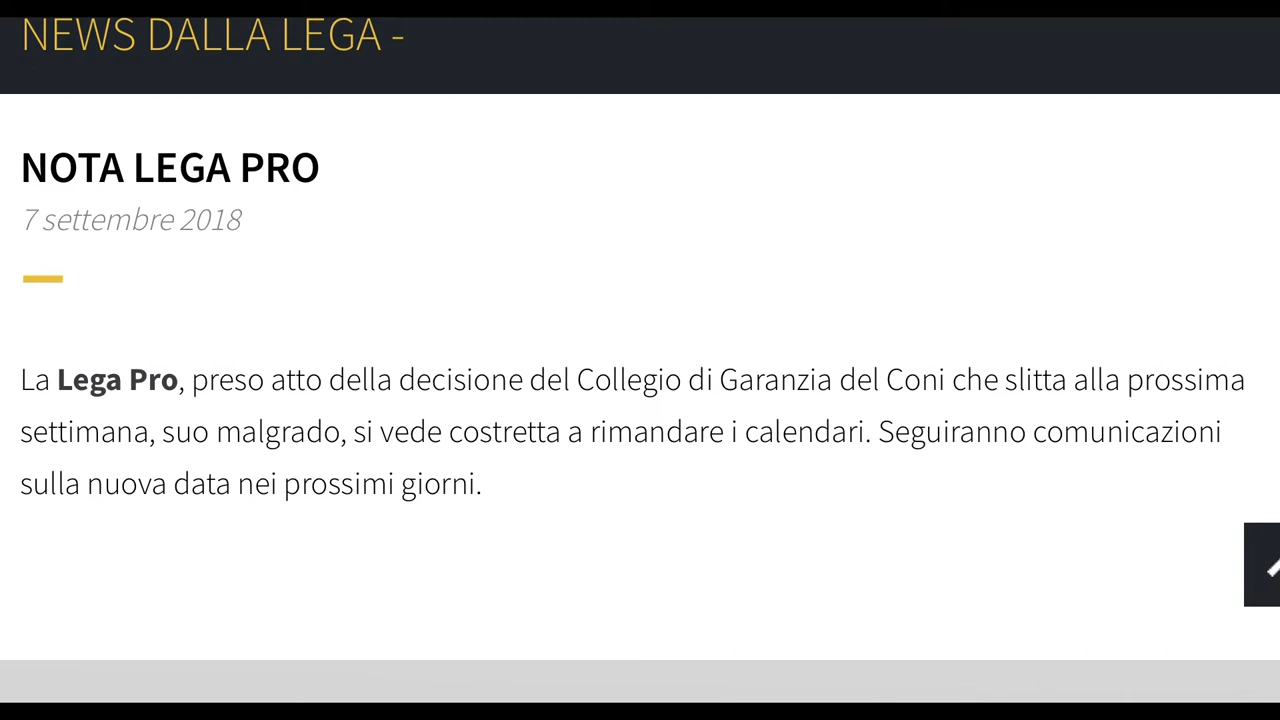 NEWS DALLA LEGA -
NOTA LEGA PRO
7 settembre 2018
La Lega Pro, preso atto della decisione del Collegio di Garanzia del Coni che slitta alla prossima
settimana, suo malgrado, si vede costretta a rimandare i calendari. Seguiranno comunicazioni
sulla nuova data nei prossimi giorni.